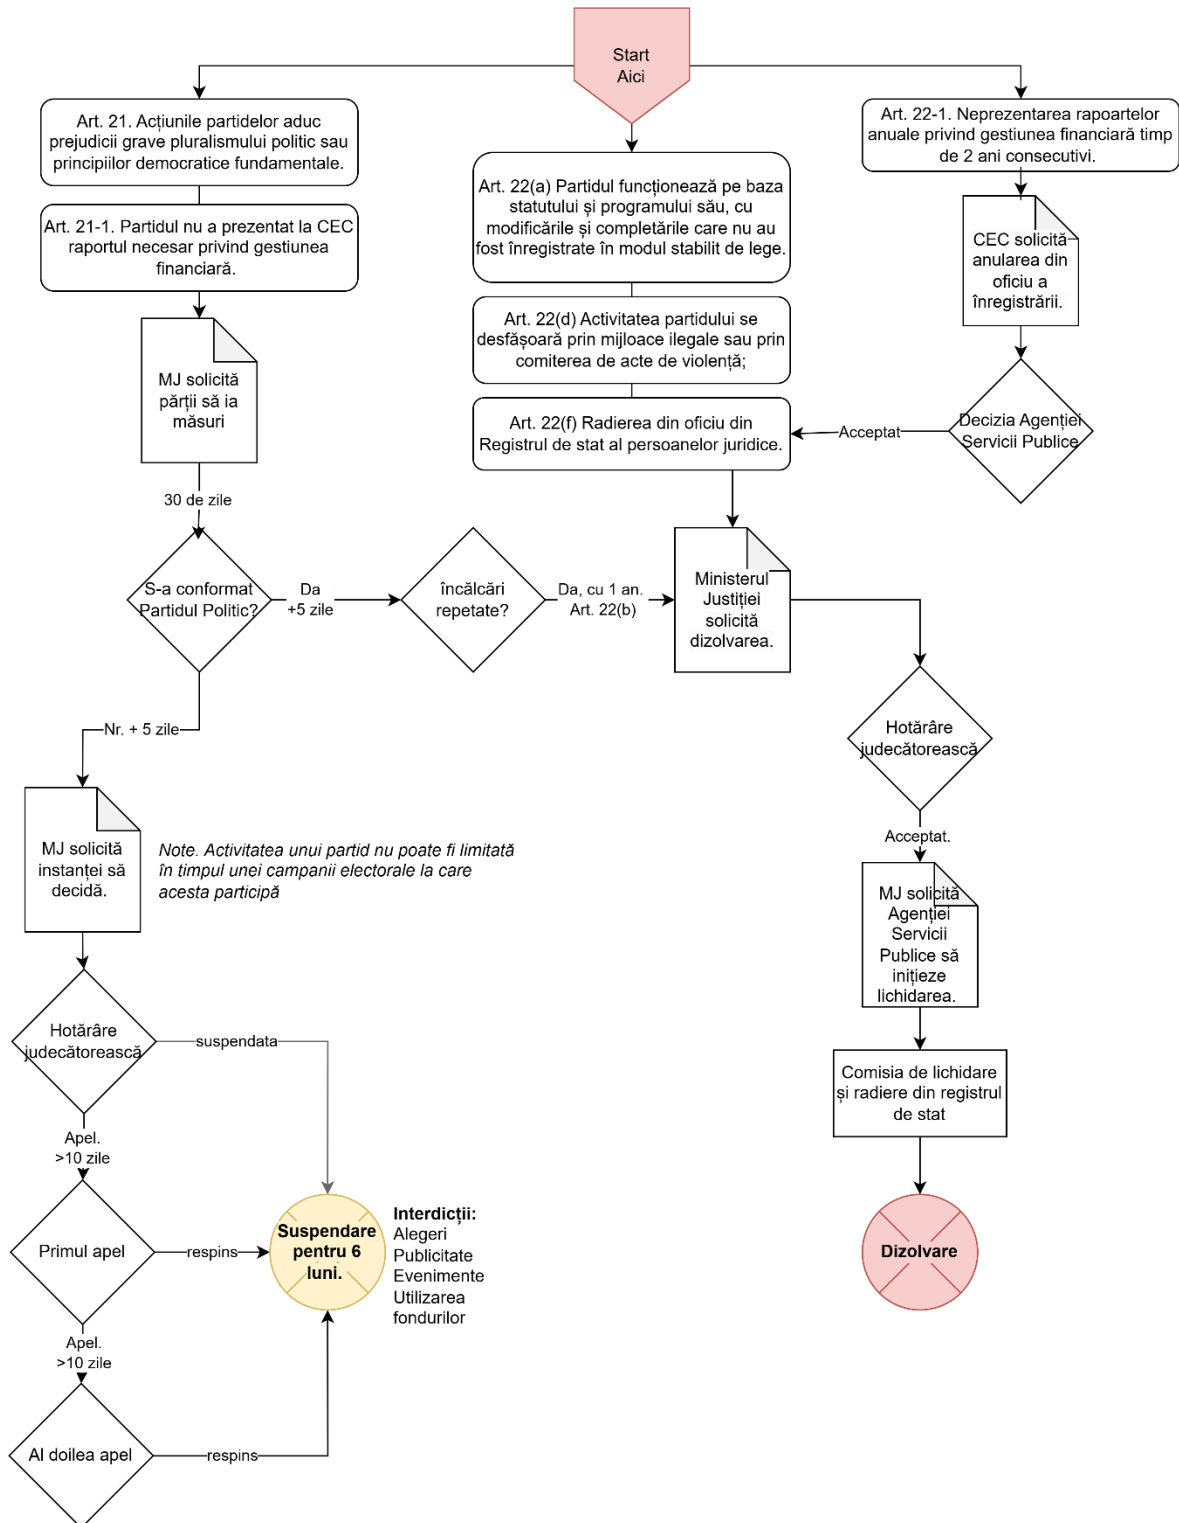 Start
Aici
Art. 21. Acțiunile partidelor aduc
prejudicii grave pluralismului politic sau
principiilor democratice fundamentale.
Art. 21-1. Partidul nu a prezentat la CEC
raportul necesar privind gestiunea
financiară.
MJ solicită
părții să ia
măsuri
30 de zile
S-a conformat
Partidul Politic?
Da
+5 zile
încălcări
repetate?
Da, cu 1 an.
Art. 22(b)
Art. 22(a) Partidul funcționează pe baza
statutului și programului său, cu
modificările și completările care nu au
fost înregistrate în modul stabilit de lege.
Art. 22(d) Activitatea partidului se
desfășoară prin mijloace ilegale sau prin
comiterea de acte de violență;
Art. 22(f) Radierea din oficiu din
Registrul de stat al persoanelor juridice.
Art. 22-1. Neprezentarea rapoartelor
anuale privind gestiunea financiară timp
de 2 ani consecutivi.
CEC solicită
anularea din
oficiu a
înregistrării.
Decizia Agenției
Servicii Publice
Acceptat
Ministerul
Justiției
solicită
dizolvarea.
Hotărâre
judecătorească
Acceptat.
MJ solicită
Agenției
Servicii
Publice să
inițieze
lichidarea.
Comisia de lichidare
și radiere din registrul
de stat
Dizolvare
Nr. + 5 zile
MJ solicită
instanței să
decidă.
Note. Activitatea unui partid nu poate fi limitată
în timpul unei campanii electorale la care
acesta participă
Hotărâre
judecătorească
suspendata
Apel.
>10 zile
Primul apel
respins
Suspendare
pentru 6
luni.
Interdicții:
Alegeri
Publicitate
Evenimente
Utilizarea
fondurilor
Apel.
>10 zile
Al doilea apel
respins